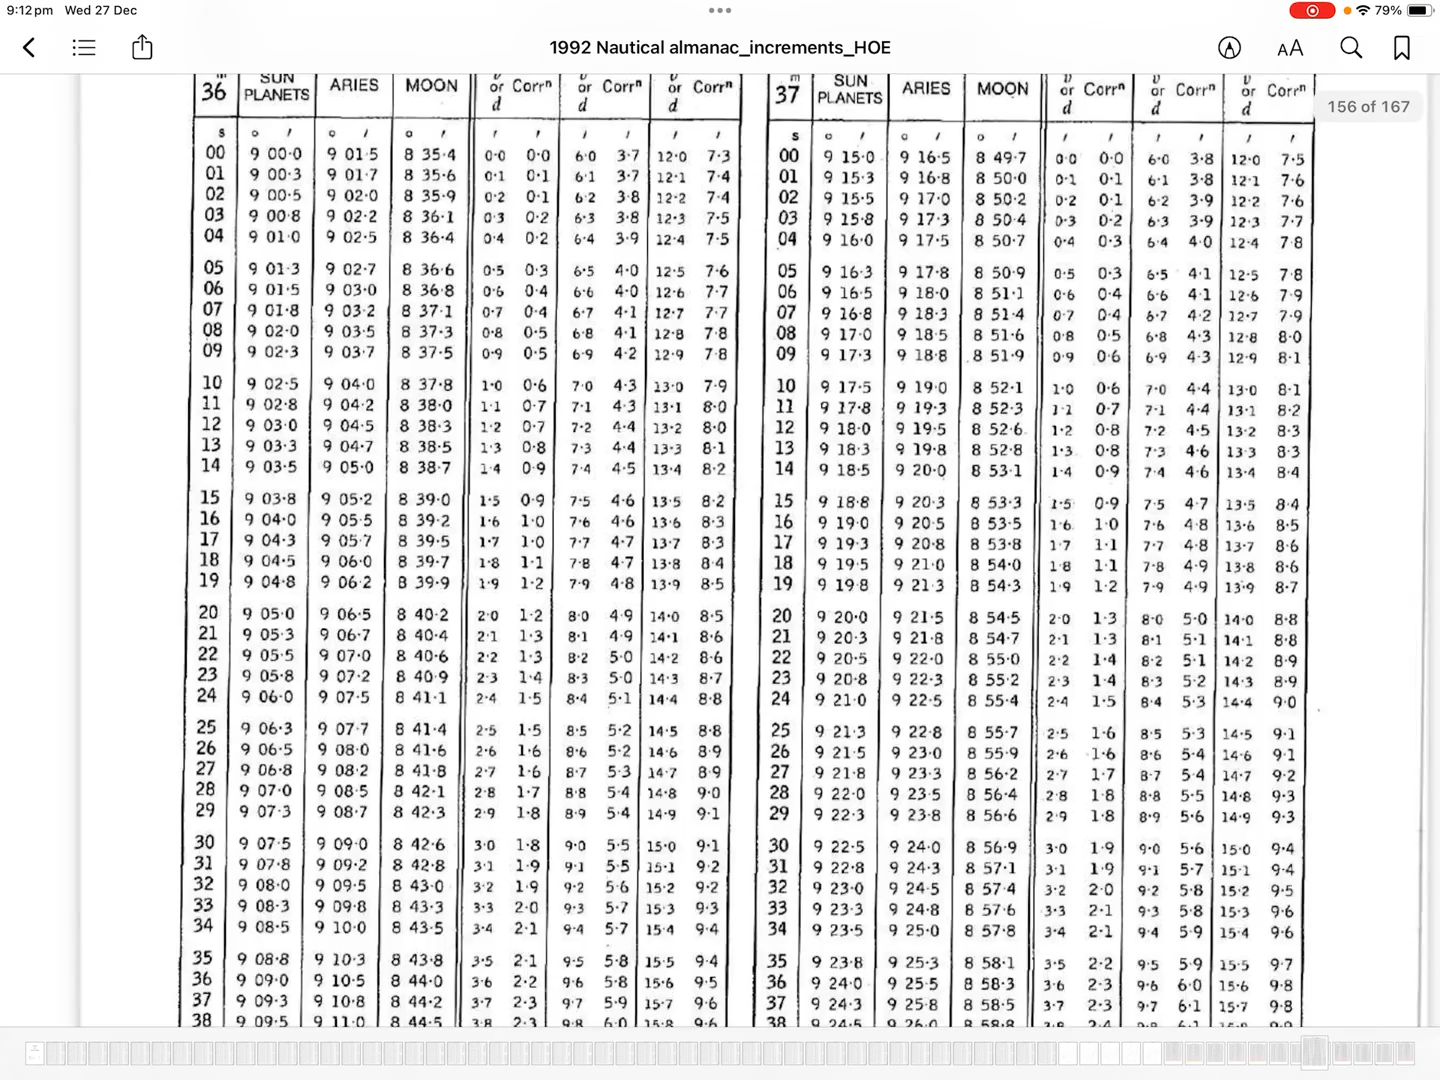 9:12 pm Wed 27 Dec
79%
1992 Nautical almanac_increments_HOE
AA
156 of 167
m 36 SUN PLANETS ARIES MOON v or d Corrⁿ v or d Corrⁿ v or d Corrⁿ m 37 SUN PLANETS ARIES MOON v or d Corrⁿ v or d Corrⁿ v or d Corrⁿ
s ° ′ ° ′ ° ′ ′ ′ ′ ′ ′ ′ s ° ′ ° ′ ° ′ ′ ′ ′ ′ ′ ′
00 9 00·0 9 01·5 8 35·4 0·0 0·0 6·0 3·7 12·0 7·3 00 9 15·0 9 16·5 8 49·7 0·0 0·0 6·0 3·8 12·0 7·5
01 9 00·3 9 01·7 8 35·6 0·1 0·1 6·1 3·7 12·1 7·4 01 9 15·3 9 16·8 8 50·0 0·1 0·1 6·1 3·8 12·1 7·6
02 9 00·5 9 02·0 8 35·9 0·2 0·1 6·2 3·8 12·2 7·4 02 9 15·5 9 17·0 8 50·2 0·2 0·1 6·2 3·9 12·2 7·6
03 9 00·8 9 02·2 8 36·1 0·3 0·2 6·3 3·8 12·3 7·5 03 9 15·8 9 17·3 8 50·4 0·3 0·2 6·3 3·9 12·3 7·7
04 9 01·0 9 02·5 8 36·4 0·4 0·2 6·4 3·9 12·4 7·5 04 9 16·0 9 17·5 8 50·7 0·4 0·3 6·4 4·0 12·4 7·8
05 9 01·3 9 02·7 8 36·6 0·5 0·3 6·5 4·0 12·5 7·6 05 9 16·3 9 17·8 8 50·9 0·5 0·3 6·5 4·1 12·5 7·8
06 9 01·5 9 03·0 8 36·8 0·6 0·4 6·6 4·0 12·6 7·7 06 9 16·5 9 18·0 8 51·1 0·6 0·4 6·6 4·1 12·6 7·9
07 9 01·8 9 03·2 8 37·1 0·7 0·4 6·7 4·1 12·7 7·7 07 9 16·8 9 18·3 8 51·4 0·7 0·4 6·7 4·2 12·7 7·9
08 9 02·0 9 03·5 8 37·3 0·8 0·5 6·8 4·1 12·8 7·8 08 9 17·0 9 18·5 8 51·6 0·8 0·5 6·8 4·3 12·8 8·0
09 9 02·3 9 03·7 8 37·5 0·9 0·5 6·9 4·2 12·9 7·8 09 9 17·3 9 18·8 8 51·9 0·9 0·6 6·9 4·3 12·9 8·1
10 9 02·5 9 04·0 8 37·8 1·0 0·6 7·0 4·3 13·0 7·9 10 9 17·5 9 19·0 8 52·1 1·0 0·6 7·0 4·4 13·0 8·1
11 9 02·8 9 04·2 8 38·0 1·1 0·7 7·1 4·3 13·1 8·0 11 9 17·8 9 19·3 8 52·3 1·1 0·7 7·1 4·4 13·1 8·2
12 9 03·0 9 04·5 8 38·3 1·2 0·7 7·2 4·4 13·2 8·0 12 9 18·0 9 19·5 8 52·6 1·2 0·8 7·2 4·5 13·2 8·3
13 9 03·3 9 04·7 8 38·5 1·3 0·8 7·3 4·4 13·3 8·1 13 9 18·3 9 19·8 8 52·8 1·3 0·8 7·3 4·6 13·3 8·3
14 9 03·5 9 05·0 8 38·7 1·4 0·9 7·4 4·5 13·4 8·2 14 9 18·5 9 20·0 8 53·1 1·4 0·9 7·4 4·6 13·4 8·4
15 9 03·8 9 05·2 8 39·0 1·5 0·9 7·5 4·6 13·5 8·2 15 9 18·8 9 20·3 8 53·3 1·5 0·9 7·5 4·7 13·5 8·4
16 9 04·0 9 05·5 8 39·2 1·6 1·0 7·6 4·6 13·6 8·3 16 9 19·0 9 20·5 8 53·5 1·6 1·0 7·6 4·8 13·6 8·5
17 9 04·3 9 05·7 8 39·5 1·7 1·0 7·7 4·7 13·7 8·3 17 9 19·3 9 20·8 8 53·8 1·7 1·1 7·7 4·8 13·7 8·6
18 9 04·5 9 06·0 8 39·7 1·8 1·1 7·8 4·7 13·8 8·4 18 9 19·5 9 21·0 8 54·0 1·8 1·1 7·8 4·9 13·8 8·6
19 9 04·8 9 06·2 8 39·9 1·9 1·2 7·9 4·8 13·9 8·5 19 9 19·8 9 21·3 8 54·3 1·9 1·2 7·9 4·9 13·9 8·7
20 9 05·0 9 06·5 8 40·2 2·0 1·2 8·0 4·9 14·0 8·5 20 9 20·0 9 21·5 8 54·5 2·0 1·3 8·0 5·0 14·0 8·8
21 9 05·3 9 06·7 8 40·4 2·1 1·3 8·1 4·9 14·1 8·6 21 9 20·3 9 21·8 8 54·7 2·1 1·3 8·1 5·1 14·1 8·8
22 9 05·5 9 07·0 8 40·6 2·2 1·3 8·2 5·0 14·2 8·6 22 9 20·5 9 22·0 8 55·0 2·2 1·4 8·2 5·1 14·2 8·9
23 9 05·8 9 07·2 8 40·9 2·3 1·4 8·3 5·0 14·3 8·7 23 9 20·8 9 22·3 8 55·2 2·3 1·4 8·3 5·2 14·3 8·9
24 9 06·0 9 07·5 8 41·1 2·4 1·5 8·4 5·1 14·4 8·8 24 9 21·0 9 22·5 8 55·4 2·4 1·5 8·4 5·3 14·4 9·0
25 9 06·3 9 07·7 8 41·4 2·5 1·5 8·5 5·2 14·5 8·8 25 9 21·3 9 22·8 8 55·7 2·5 1·6 8·5 5·3 14·5 9·1
26 9 06·5 9 08·0 8 41·6 2·6 1·6 8·6 5·2 14·6 8·9 26 9 21·5 9 23·0 8 55·9 2·6 1·6 8·6 5·4 14·6 9·1
27 9 06·8 9 08·2 8 41·8 2·7 1·6 8·7 5·3 14·7 8·9 27 9 21·8 9 23·3 8 56·2 2·7 1·7 8·7 5·4 14·7 9·2
28 9 07·0 9 08·5 8 42·1 2·8 1·7 8·8 5·4 14·8 9·0 28 9 22·0 9 23·5 8 56·4 2·8 1·8 8·8 5·5 14·8 9·3
29 9 07·3 9 08·7 8 42·3 2·9 1·8 8·9 5·4 14·9 9·1 29 9 22·3 9 23·8 8 56·6 2·9 1·8 8·9 5·6 14·9 9·3
30 9 07·5 9 09·0 8 42·6 3·0 1·8 9·0 5·5 15·0 9·1 30 9 22·5 9 24·0 8 56·9 3·0 1·9 9·0 5·6 15·0 9·4
31 9 07·8 9 09·2 8 42·8 3·1 1·9 9·1 5·5 15·1 9·2 31 9 22·8 9 24·3 8 57·1 3·1 1·9 9·1 5·7 15·1 9·4
32 9 08·0 9 09·5 8 43·0 3·2 1·9 9·2 5·6 15·2 9·2 32 9 23·0 9 24·5 8 57·4 3·2 2·0 9·2 5·8 15·2 9·5
33 9 08·3 9 09·8 8 43·3 3·3 2·0 9·3 5·7 15·3 9·3 33 9 23·3 9 24·8 8 57·6 3·3 2·1 9·3 5·8 15·3 9·6
34 9 08·5 9 10·0 8 43·5 3·4 2·1 9·4 5·7 15·4 9·4 34 9 23·5 9 25·0 8 57·8 3·4 2·1 9·4 5·9 15·4 9·6
35 9 08·8 9 10·3 8 43·8 3·5 2·1 9·5 5·8 15·5 9·4 35 9 23·8 9 25·3 8 58·1 3·5 2·2 9·5 5·9 15·5 9·7
36 9 09·0 9 10·5 8 44·0 3·6 2·2 9·6 5·8 15·6 9·5 36 9 24·0 9 25·5 8 58·3 3·6 2·3 9·6 6·0 15·6 9·8
37 9 09·3 9 10·8 8 44·2 3·7 2·3 9·7 5·9 15·7 9·6 37 9 24·3 9 25·8 8 58·5 3·7 2·3 9·7 6·1 15·7 9·8
38 9 09·5 9 11·0 8 44·5 3·8 2·3 9·8 6·0 15·8 9·6 38 9 24·5 9 26·0 8 58·8